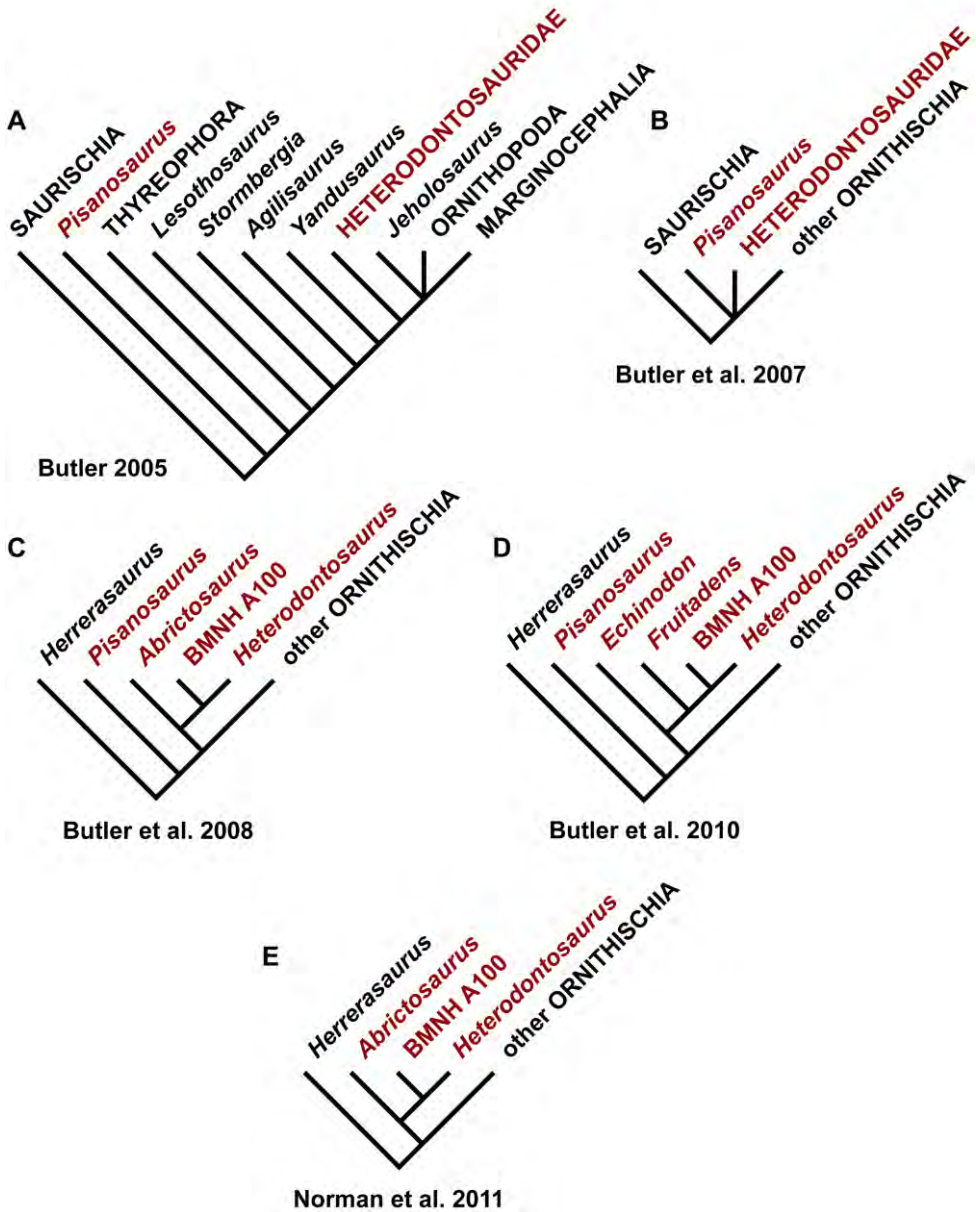 A
SAURISCHIA
Pisanosaurus
THYREOPHORA
Lesothosaurus
Stormbergia
Agilisaurus
Yandusaurus
HETERODONTOSAURIDAE
Jeholosaurus
ORNITHOPODA
MARGINOCEPHALIA
Butler 2005
B
SAURISCHIA
Pisanosaurus
HETERODONTOSAURIDAE
other ORNITHISCHIA
Butler et al. 2007
C
Herrerasaurus
Pisanosaurus
Abrictosaurus
BMNH A100
Heterodontosaurus
other ORNITHISCHIA
Butler et al. 2008
D
Herrerasaurus
Pisanosaurus
Echinodon
Fruitadens
BMNH A100
Heterodontosaurus
other ORNITHISCHIA
Butler et al. 2010
E
Herrerasaurus
Abrictosaurus
BMNH A100
Heterodontosaurus
other ORNITHISCHIA
Norman et al. 2011